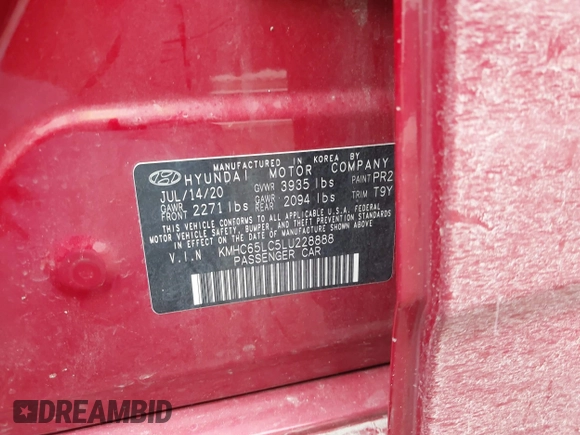 MANUFACTURED IN KOREA BY
HYUNDAI MOTOR COMPANY
JUL/14/20 GVWR 3935 lbs PAINT PR2
GAWR FRONT 2271 lbs GAWR REAR 2094 lbs TRIM T9Y
THIS VEHICLE CONFORMS TO ALL APPLICABLE U.S.A. FEDERAL
MOTOR VEHICLE SAFETY, BUMPER, AND THEFT PREVENTION STANDARDS
IN EFFECT ON THE DATE OF MANUFACTURE SHOWN ABOVE.
V.I.N KMHC65LC5LU228888
PASSENGER CAR
DREAMBID